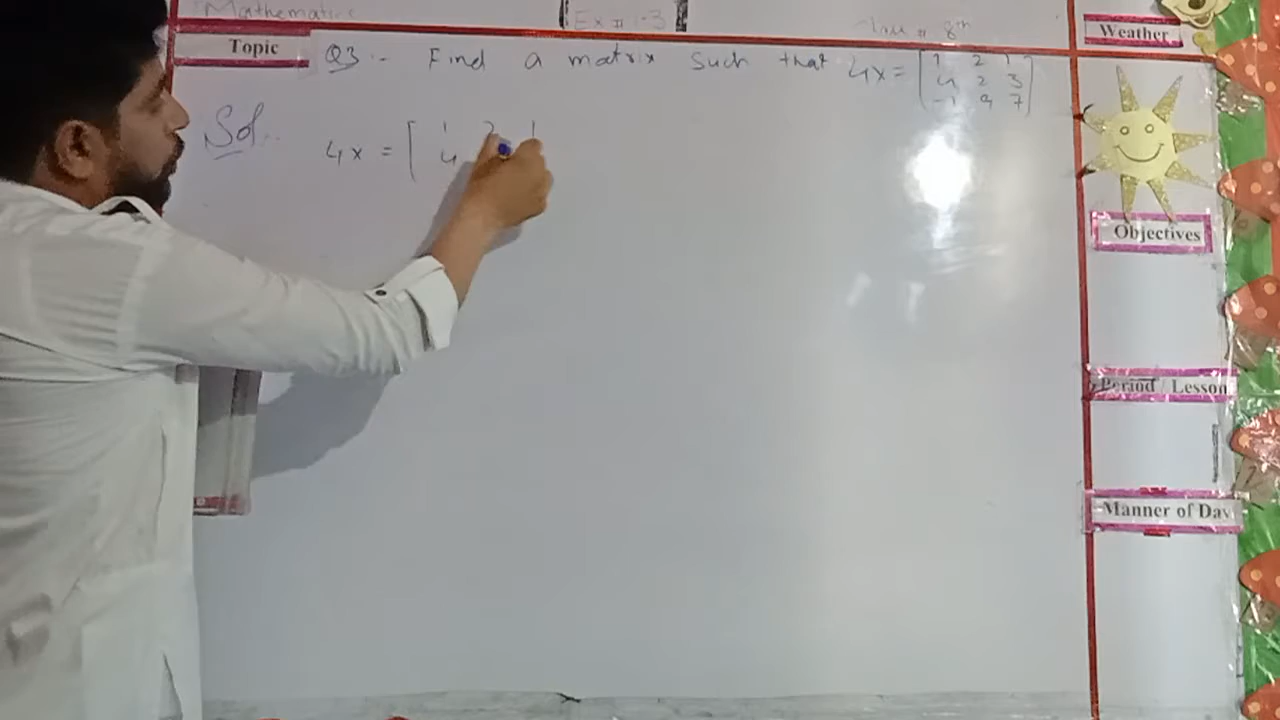 Mathematics
Ex # 1.3
Class # 8th
Weather
Topic
Q3 :- Find a matrix such that 4x = [1 2 1
4 2 3
-1 9 7]
Sol.
4x = [ 1 2 1
4
Objectives
Period / Lesson
Manner of Day